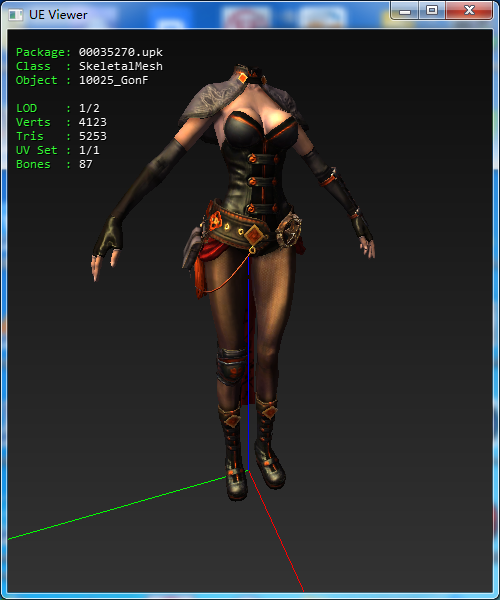 UE Viewer
Package: 00035270.upk
Class : SkeletalMesh
Object : 10025_GonF
LOD : 1/2
Verts : 4123
Tris : 5253
UV Set : 1/1
Bones : 87